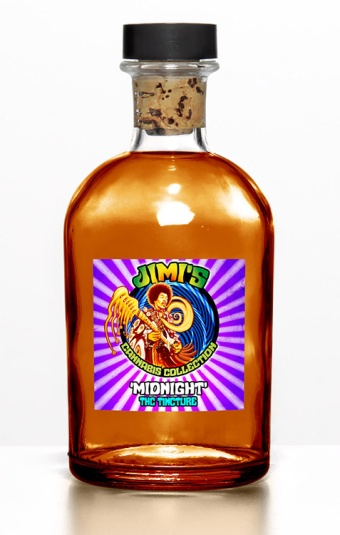 JIMI'S
CANNABIS COLLECTION
'MIDNIGHT'
THC TINCTURE